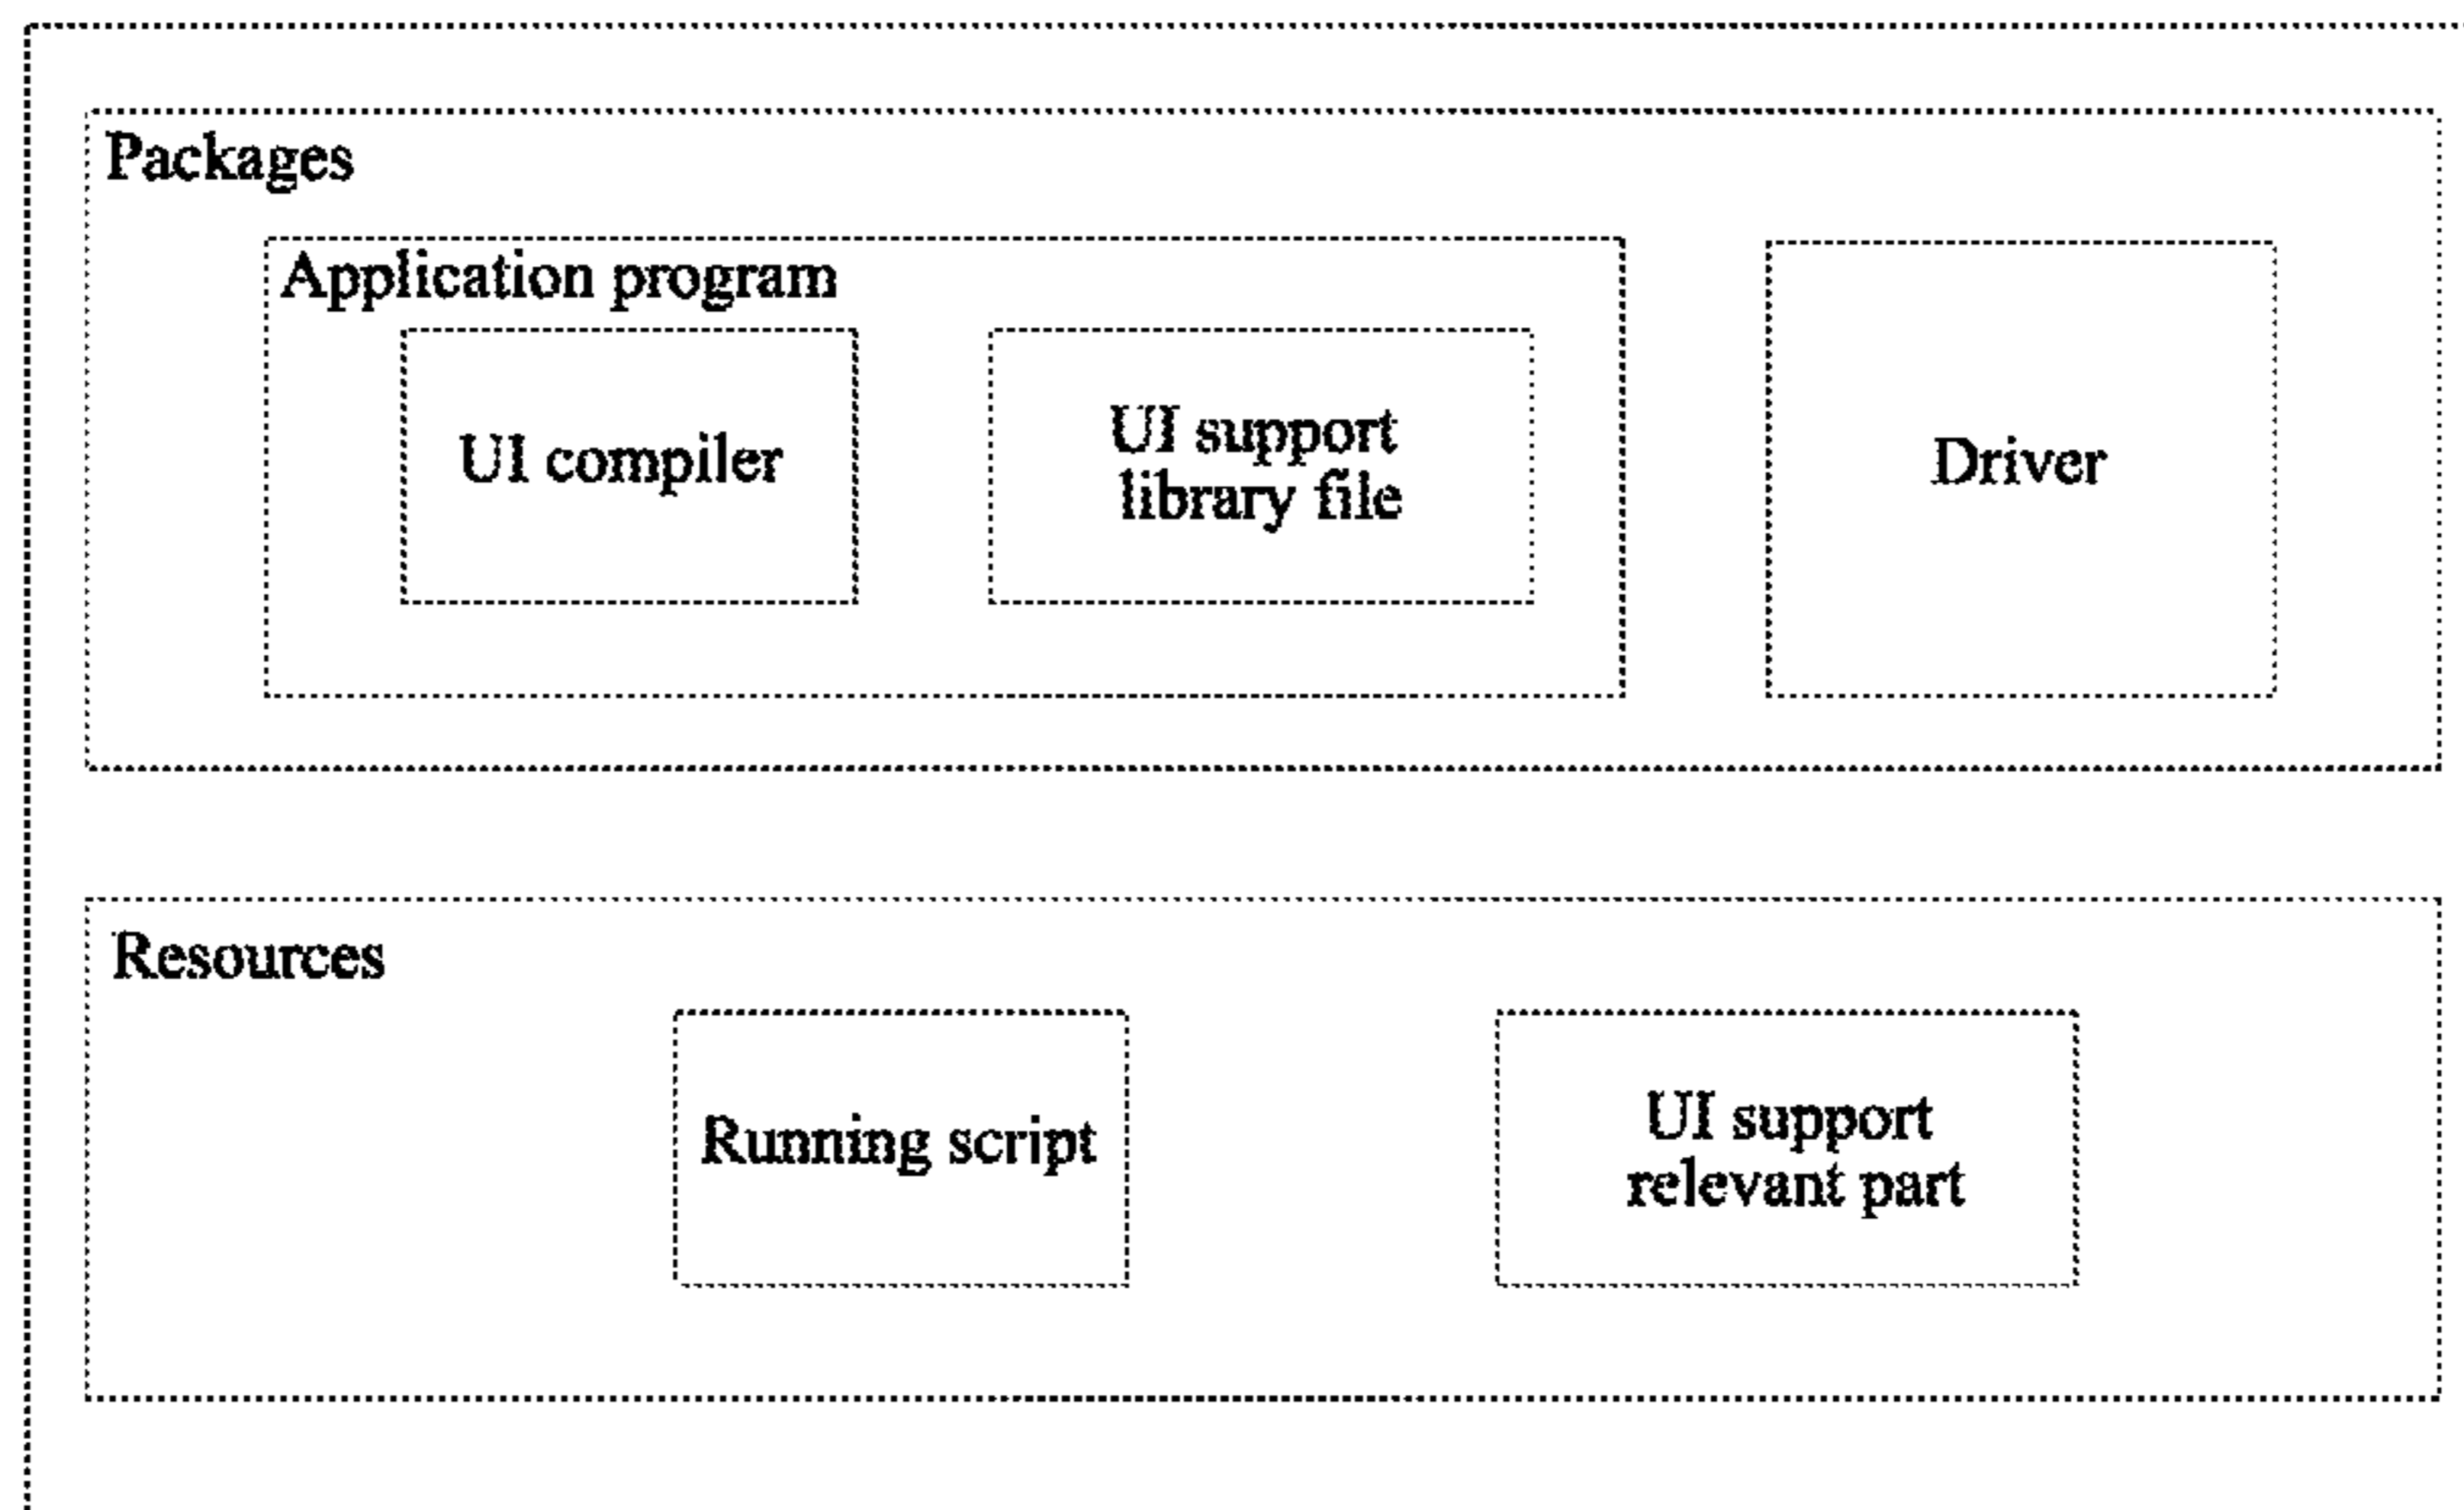 Packages
Application program
UI compiler
UI support
library file
Driver
Resources
Running script
UI support
relevant part